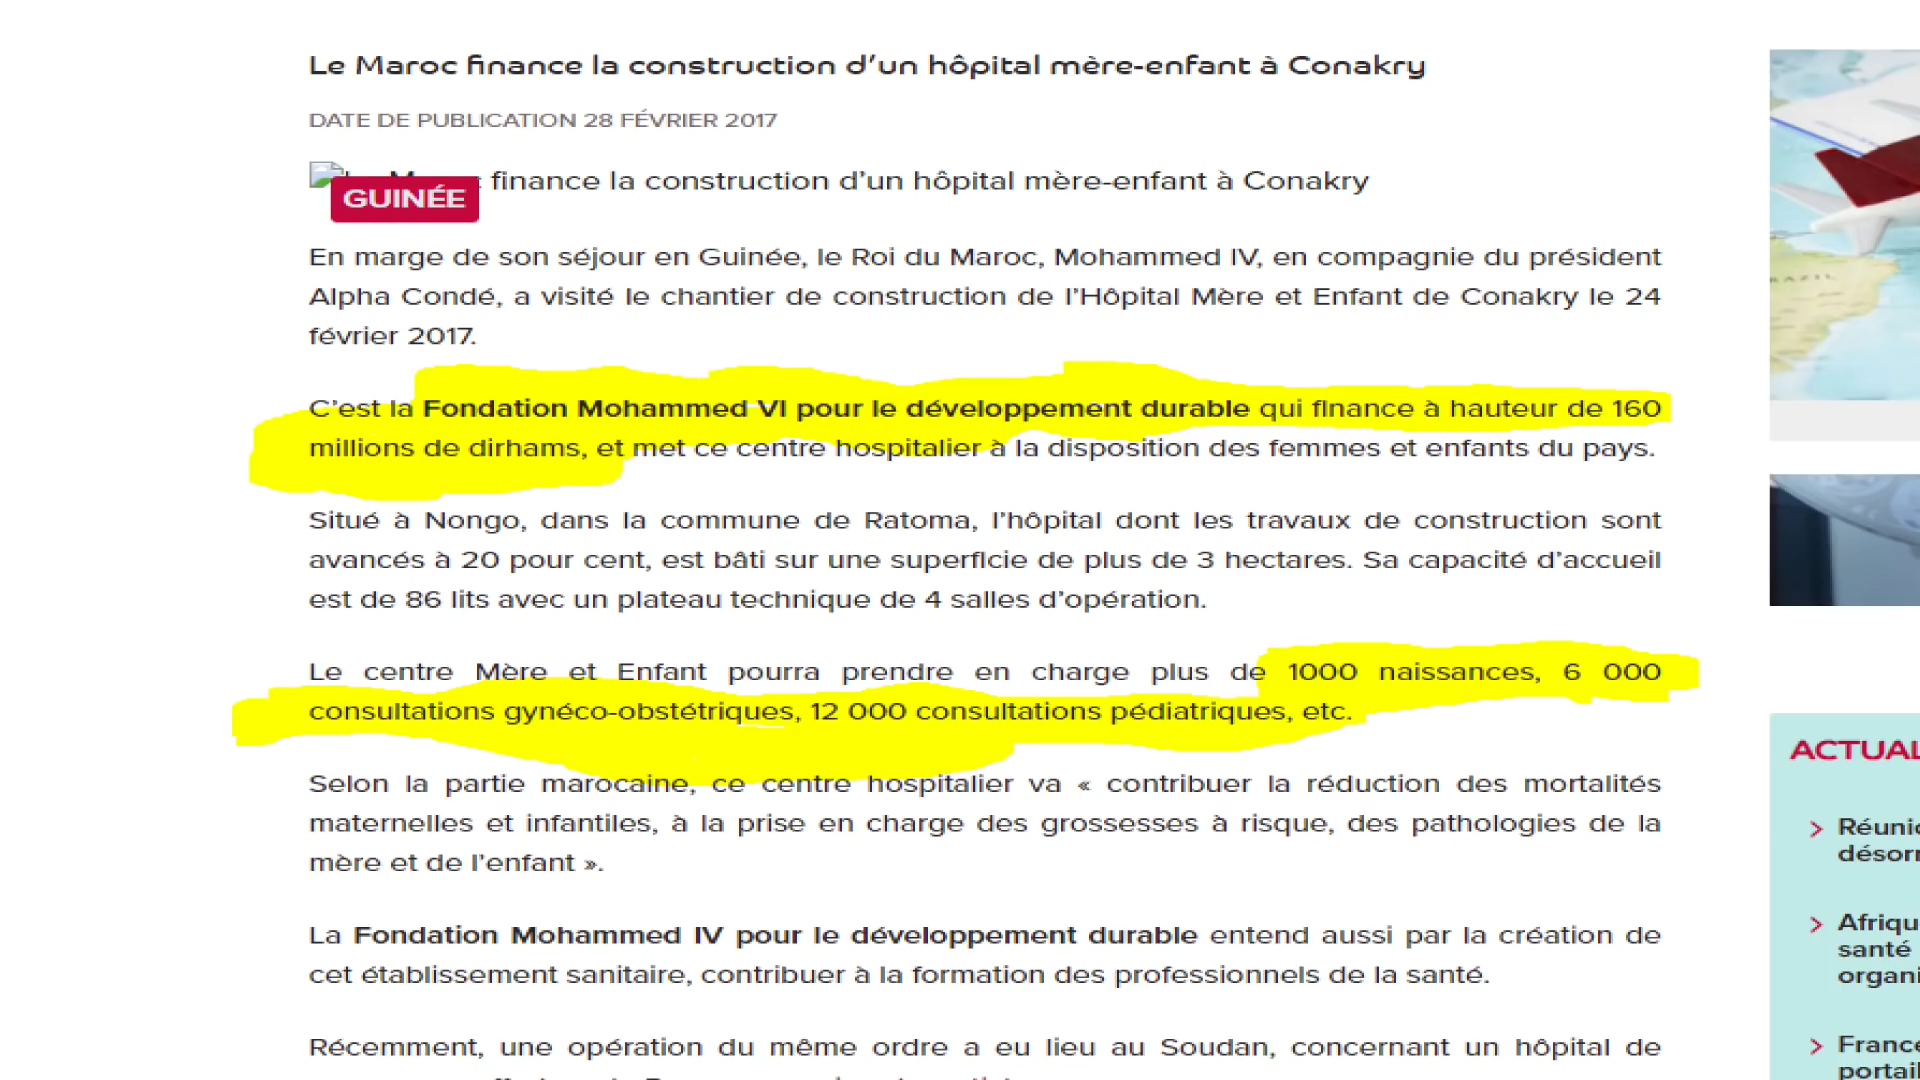 Le Maroc finance la construction d'un hôpital mère-enfant à Conakry
DATE DE PUBLICATION 28 FÉVRIER 2017
finance la construction d'un hôpital mère-enfant à Conakry
GUINÉE
En marge de son séjour en Guinée, le Roi du Maroc, Mohammed IV, en compagnie du président
Alpha Condé, a visité le chantier de construction de l'Hôpital Mère et Enfant de Conakry le 24
février 2017.
C'est la Fondation Mohammed VI pour le développement durable qui finance à hauteur de 160
millions de dirhams, et met ce centre hospitalier à la disposition des femmes et enfants du pays.
Situé à Nongo, dans la commune de Ratoma, l'hôpital dont les travaux de construction sont
avancés à 20 pour cent, est bâti sur une superficie de plus de 3 hectares. Sa capacité d'accueil
est de 86 lits avec un plateau technique de 4 salles d'opération.
Le centre Mère et Enfant pourra prendre en charge plus de 1000 naissances, 6 000
consultations gynéco-obstétriques, 12 000 consultations pédiatriques, etc.
Selon la partie marocaine, ce centre hospitalier va « contribuer la réduction des mortalités
maternelles et infantiles, à la prise en charge des grossesses à risque, des pathologies de la
mère et de l'enfant ».
La Fondation Mohammed IV pour le développement durable entend aussi par la création de
cet établissement sanitaire, contribuer à la formation des professionnels de la santé.
Récemment, une opération du même ordre a eu lieu au Soudan, concernant un hôpital de
ACTUAL
Réunio
désorm
Afriqu
santé
organi
France
portail